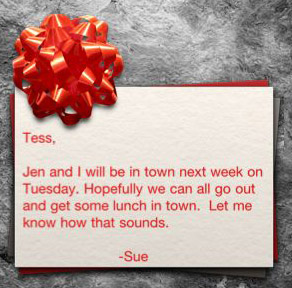 Tess,
Jen and I will be in town next week on
Tuesday. Hopefully we can all go out
and get some lunch in town.  Let me
know how that sounds.
-Sue